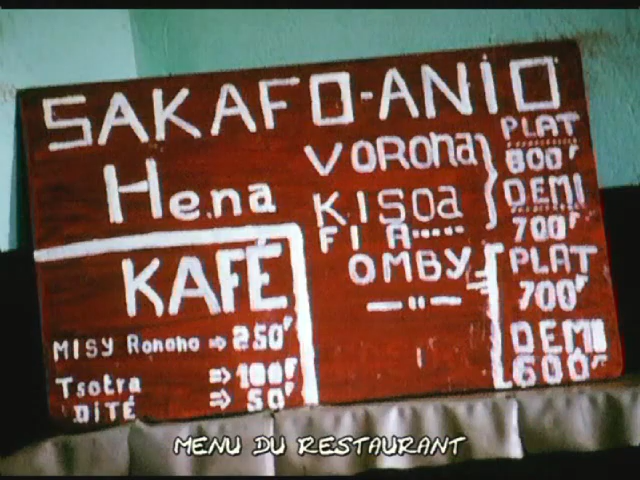 SAKAFO-ANIO
Hena
VORONA
KISOA
FIA.....
OMBY
— " —
PLAT
800F
DEMI
700F
PLAT
700F
DEMI
600F
KAFÉ
MISY Ronono ⇒ 250F
Tsotra ⇒ 100F
DITÉ ⇒ 50F
MENU DU RESTAURANT